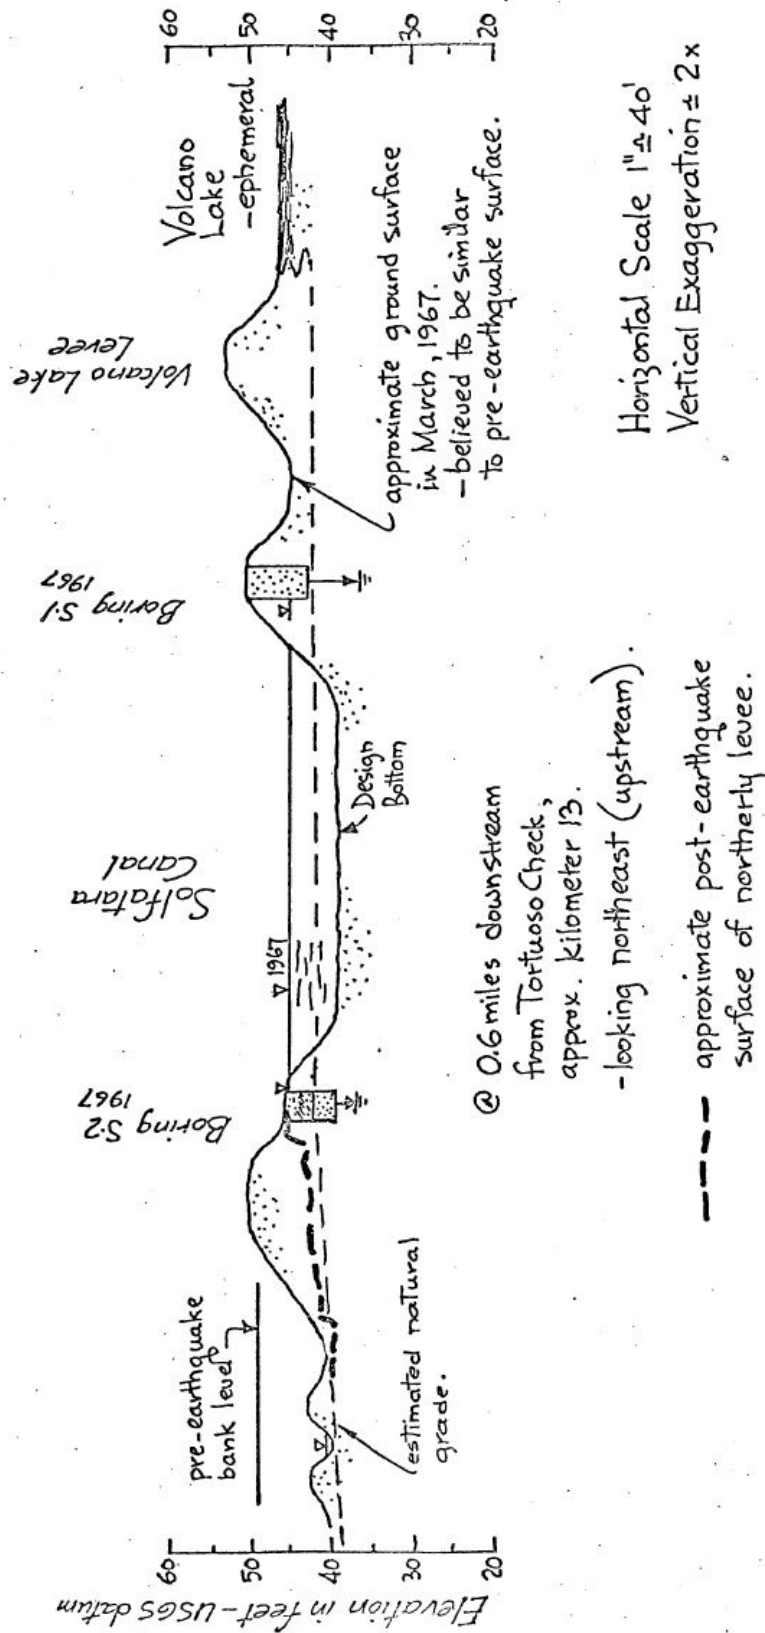 60
50
40
30
20
Elevation in feet-USGS datum
pre-earthquake
bank level
estimated natural
grade.
Boring S-2
1967
1967
Solfatara
Canal
Design
Bottom
Boring S-1
1967
Volcano Lake
Levee
Volcano
Lake
-ephemeral
approximate ground surface
in March, 1967.
-believed to be similar
to pre-earthquake surface.
60
50
40
30
20
@ 0.6 miles downstream
from Tortuoso Check,
approx. kilometer 13.
-looking northeast (upstream).
approximate post-earthquake
surface of northerly levee.
Horizontal Scale 1"≙40'
Vertical Exaggeration ± 2x